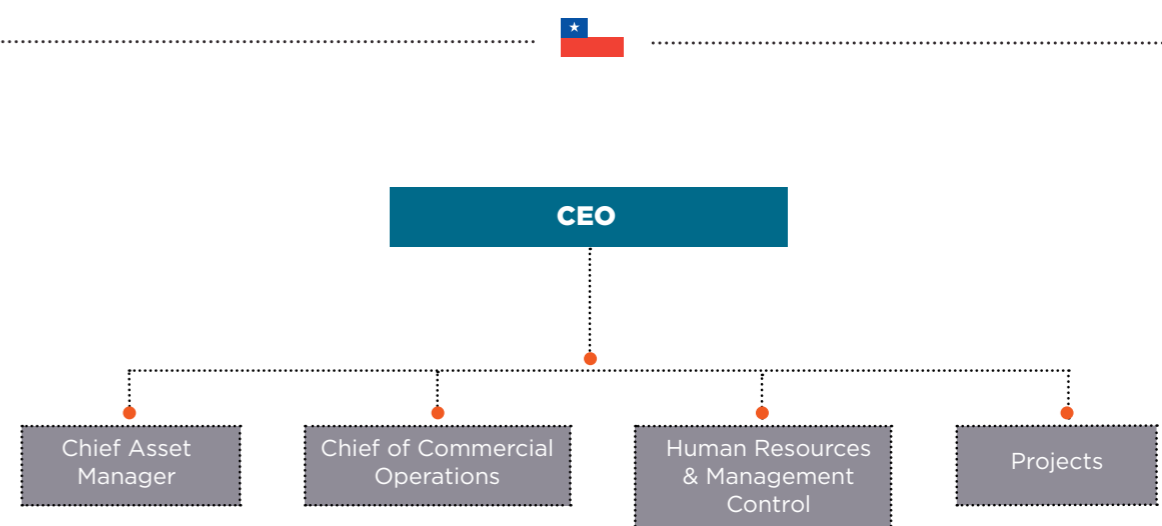 CEO
Chief Asset
Manager
Chief of Commercial
Operations
Human Resources
& Management
Control
Projects